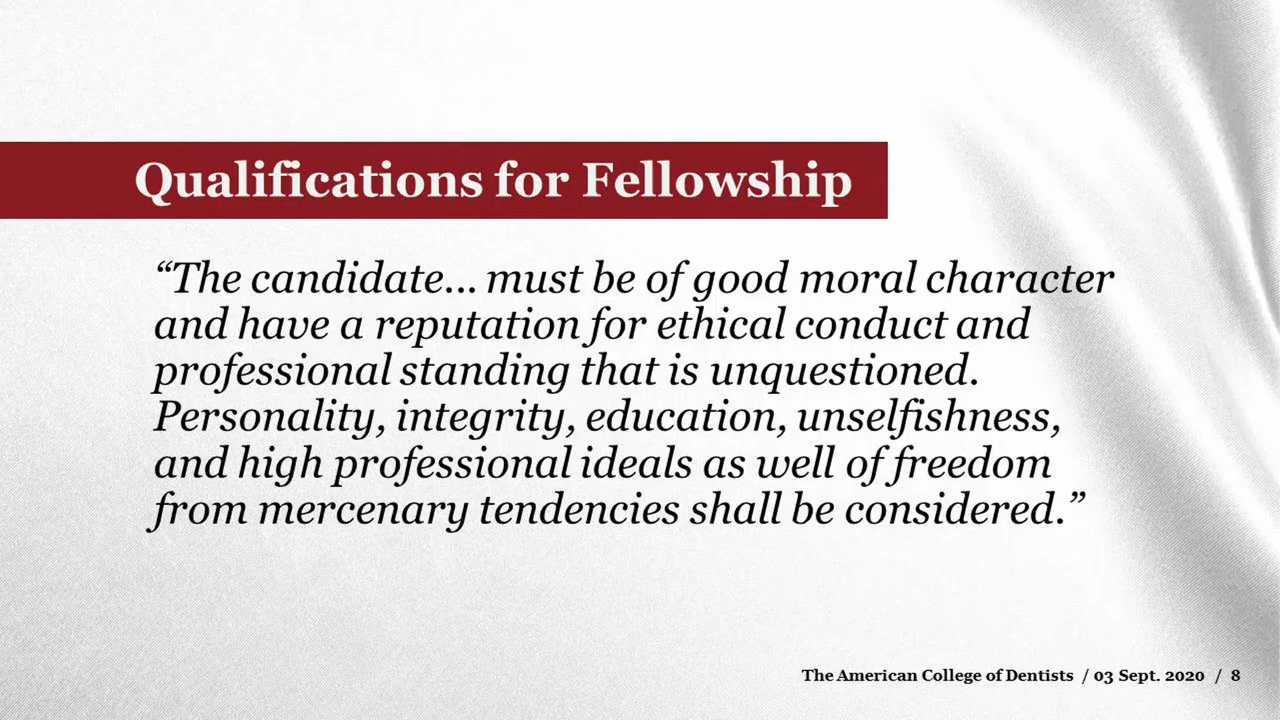 Qualifications for Fellowship
“The candidate... must be of good moral character
and have a reputation for ethical conduct and
professional standing that is unquestioned.
Personality, integrity, education, unselfishness,
and high professional ideals as well of freedom
from mercenary tendencies shall be considered.”
The American College of Dentists / 03 Sept. 2020 / 8